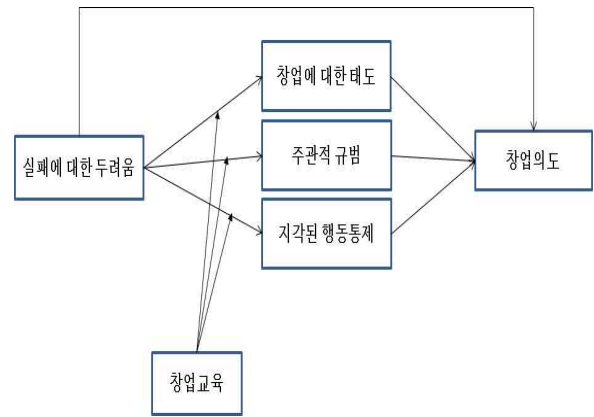 창업에 대한 태도
실패에 대한 두려움
주관적 규범
창업의도
지각된 행동통제
창업교육